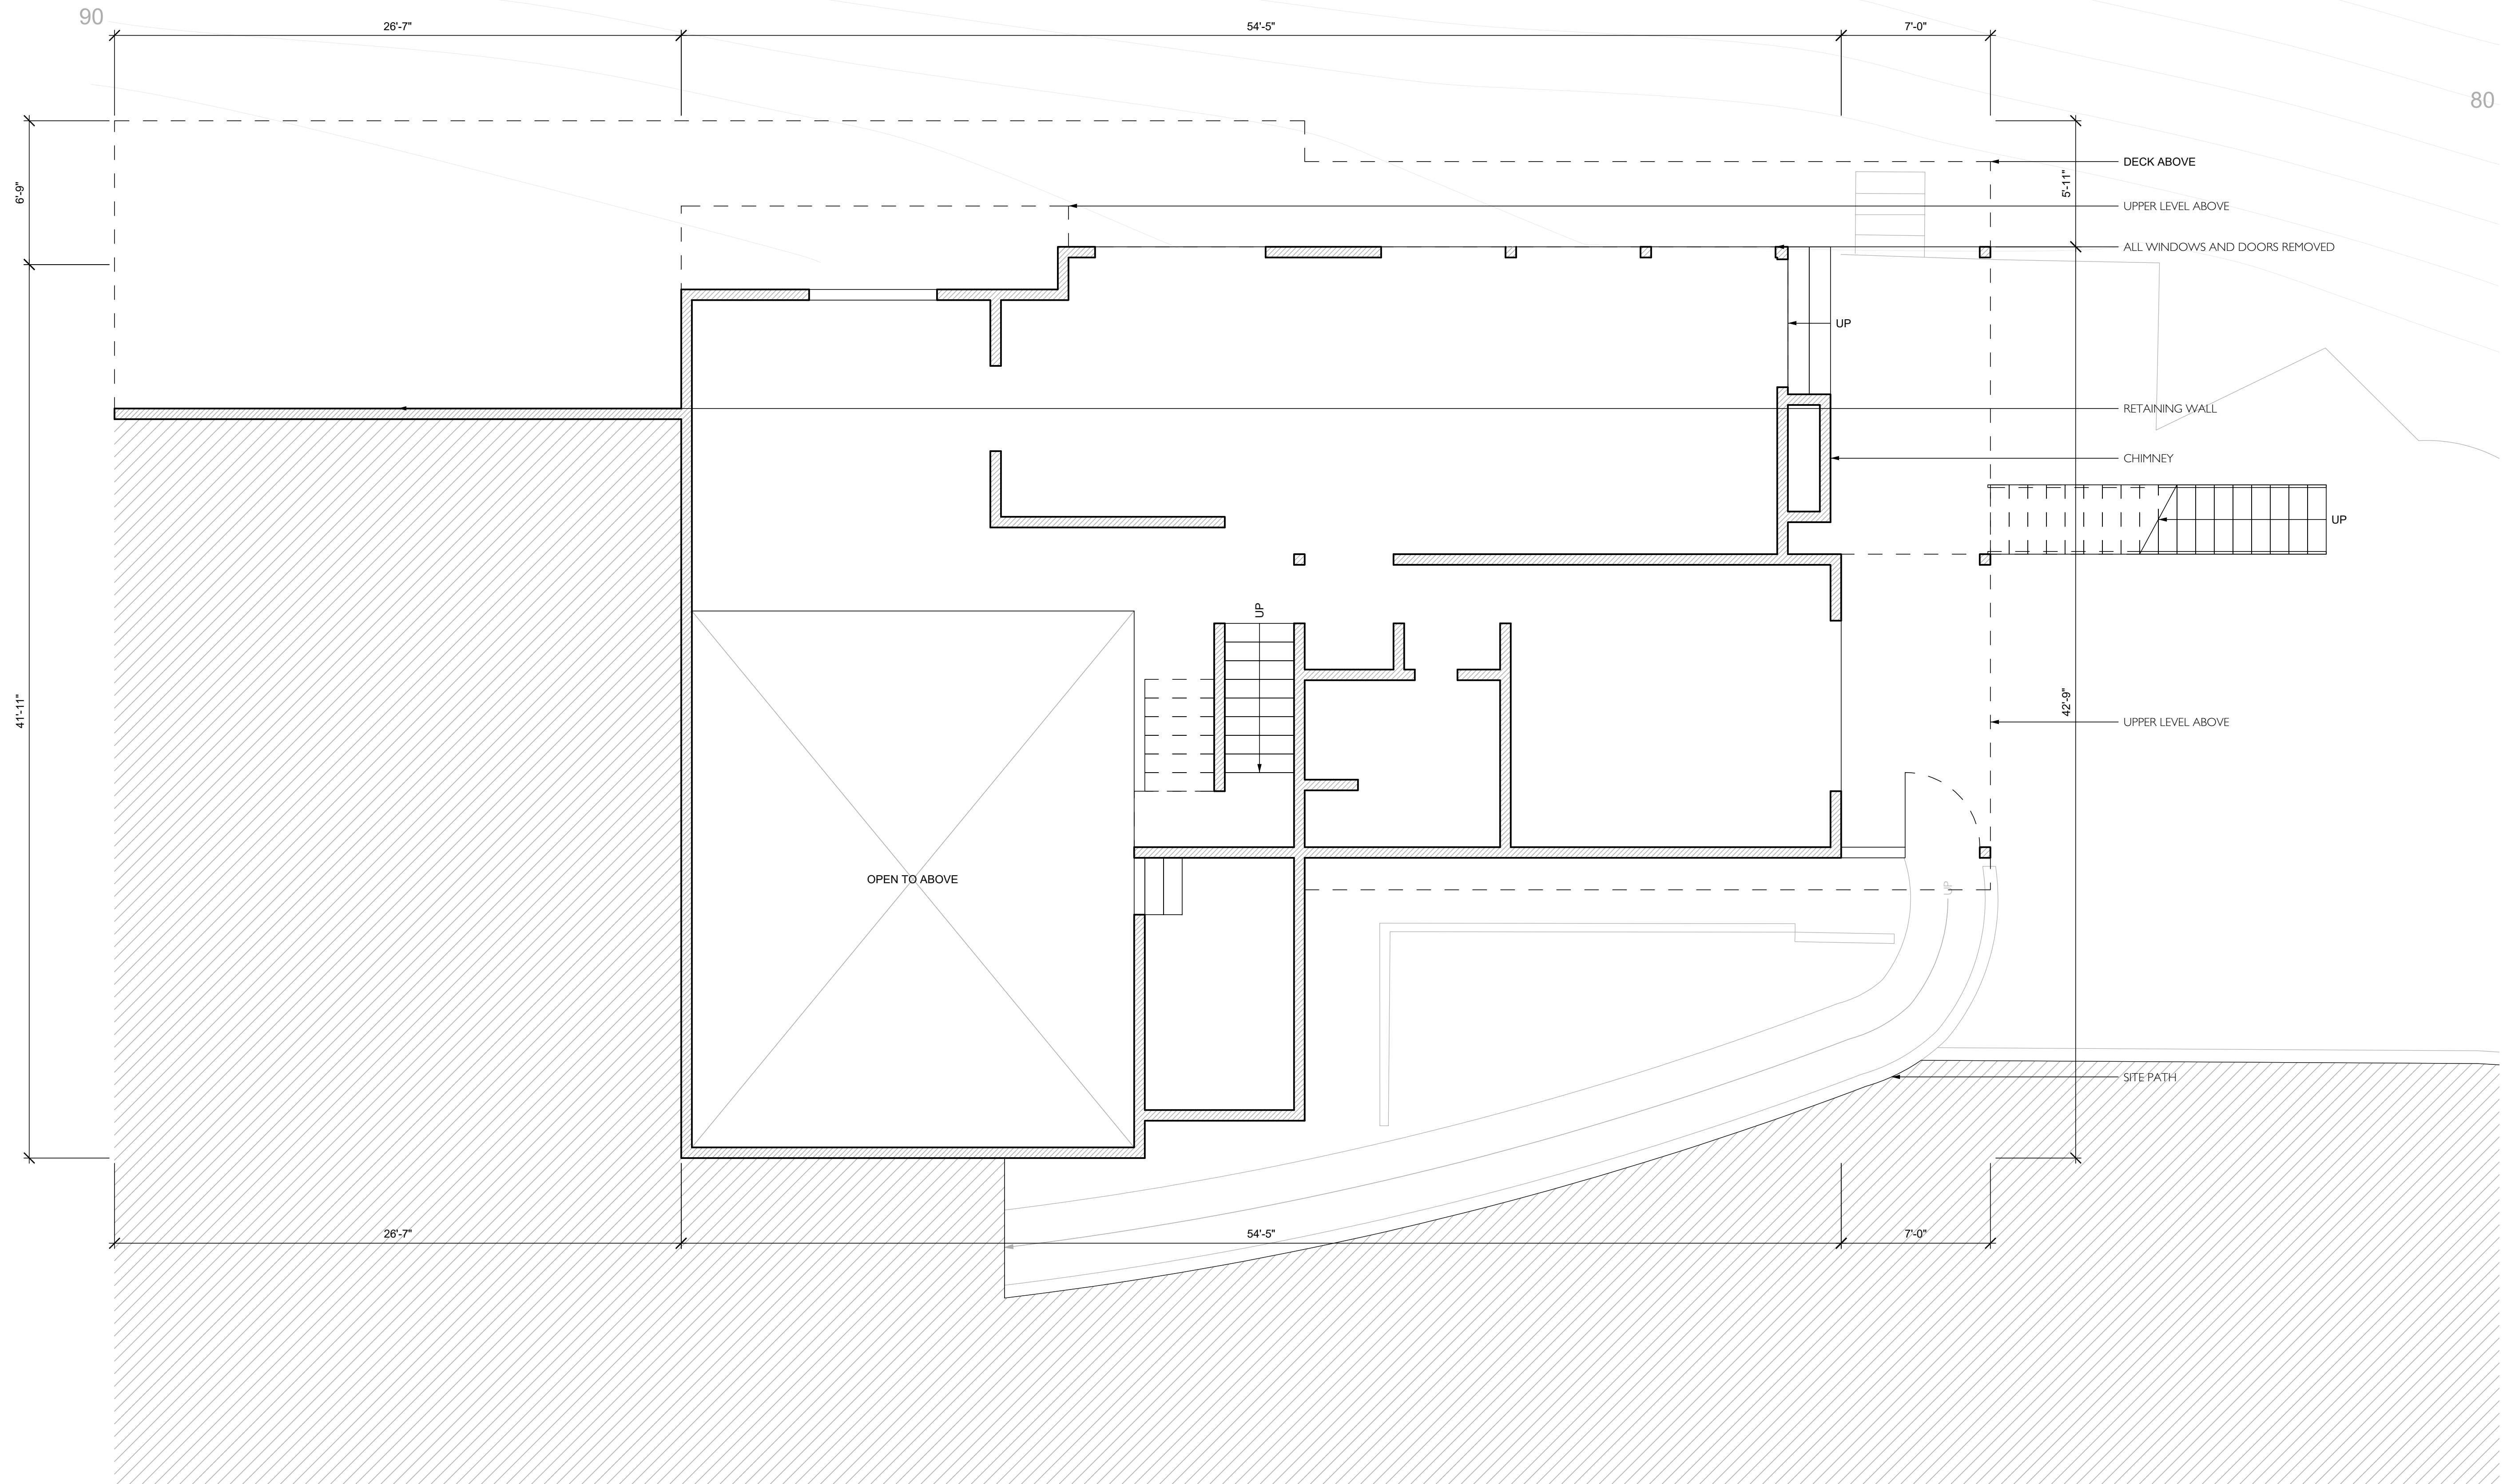 90
26'-7"
54'-5"
7'-0"
80
DECK ABOVE
6'-9"
5'-11"
UPPER LEVEL ABOVE
ALL WINDOWS AND DOORS REMOVED
UP
RETAINING WALL
CHIMNEY
UP
UP
41'-11"
42'-9"
UPPER LEVEL ABOVE
OPEN TO ABOVE
UP
SITE PATH
26'-7"
54'-5"
7'-0"